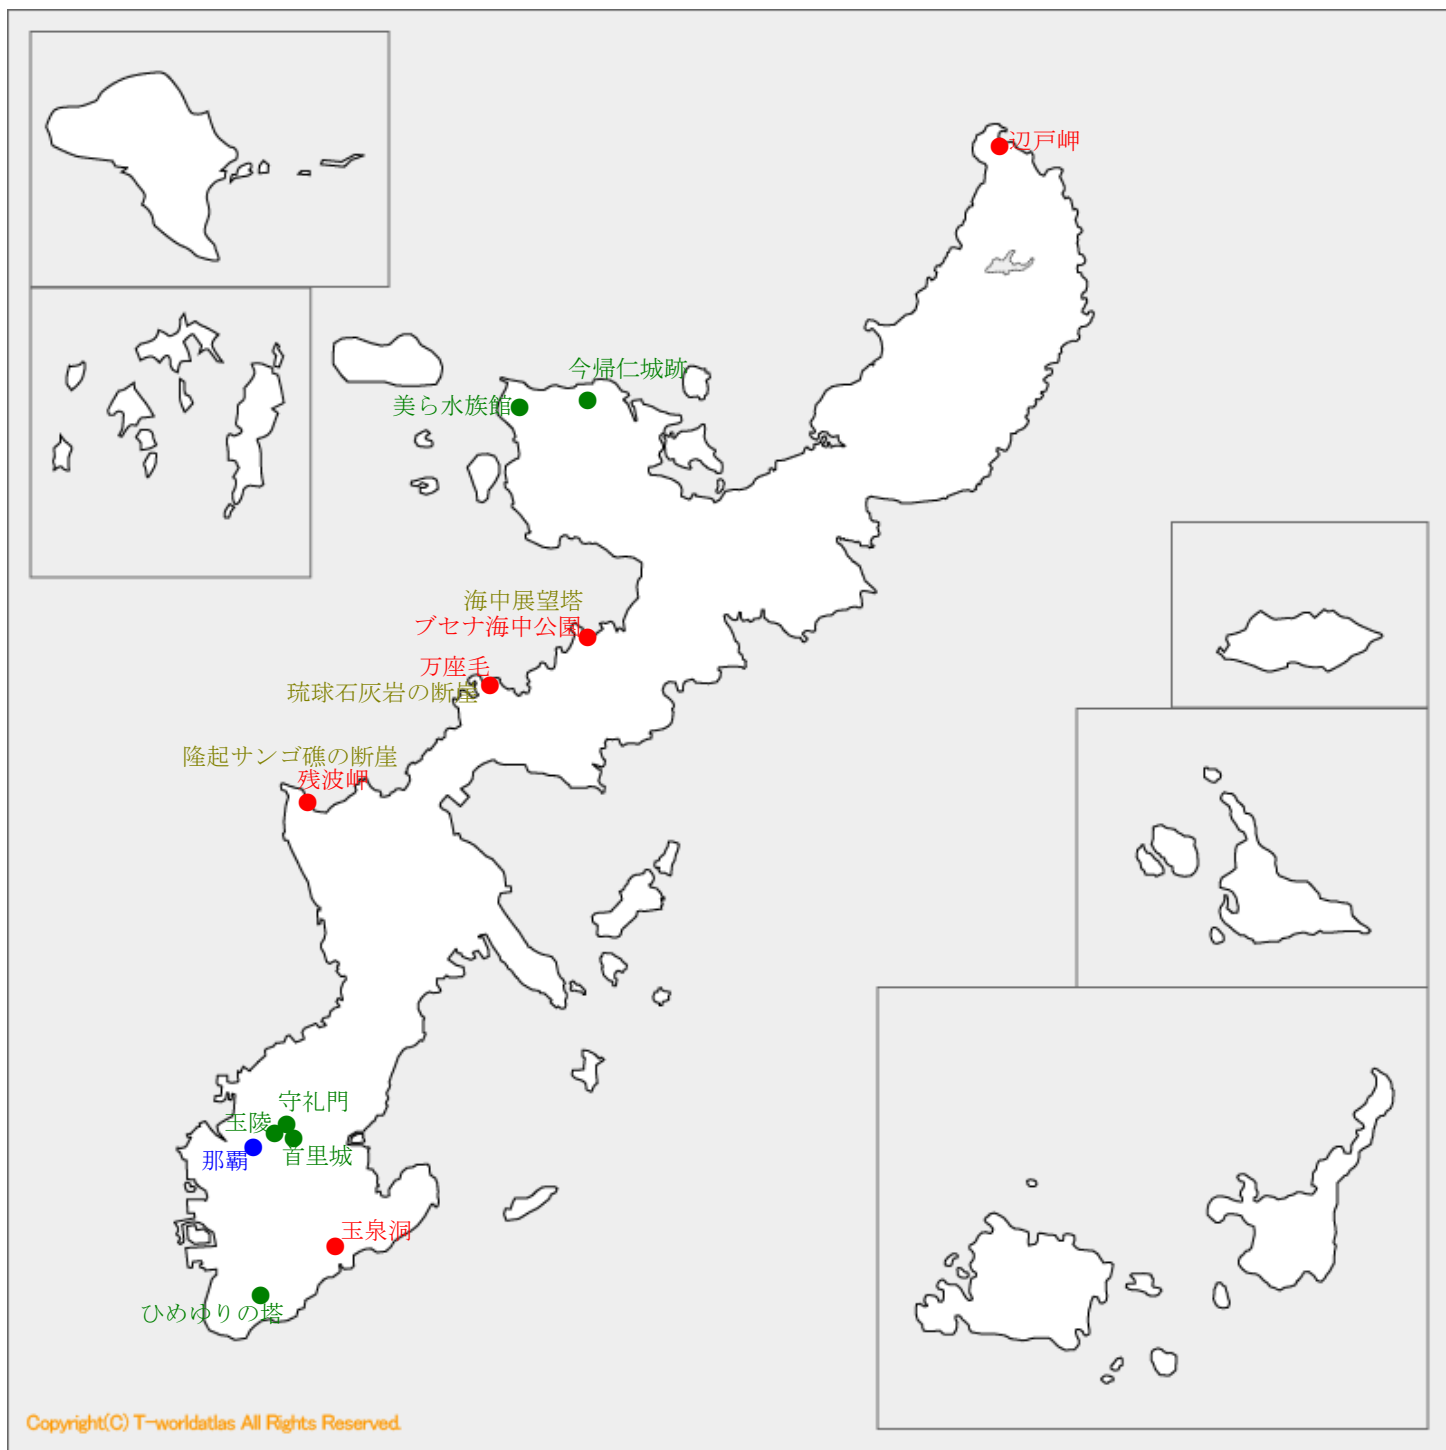 辺戸岬
今帰仁城跡
美ら水族館
海中展望塔
ブセナ海中公園
万座毛
琉球石灰岩の断崖
隆起サンゴ礁の断崖
残波岬
守礼門
玉陵
首里城
那覇
玉泉洞
ひめゆりの塔
Copyright(C) T-worldatlas All Rights Reserved.